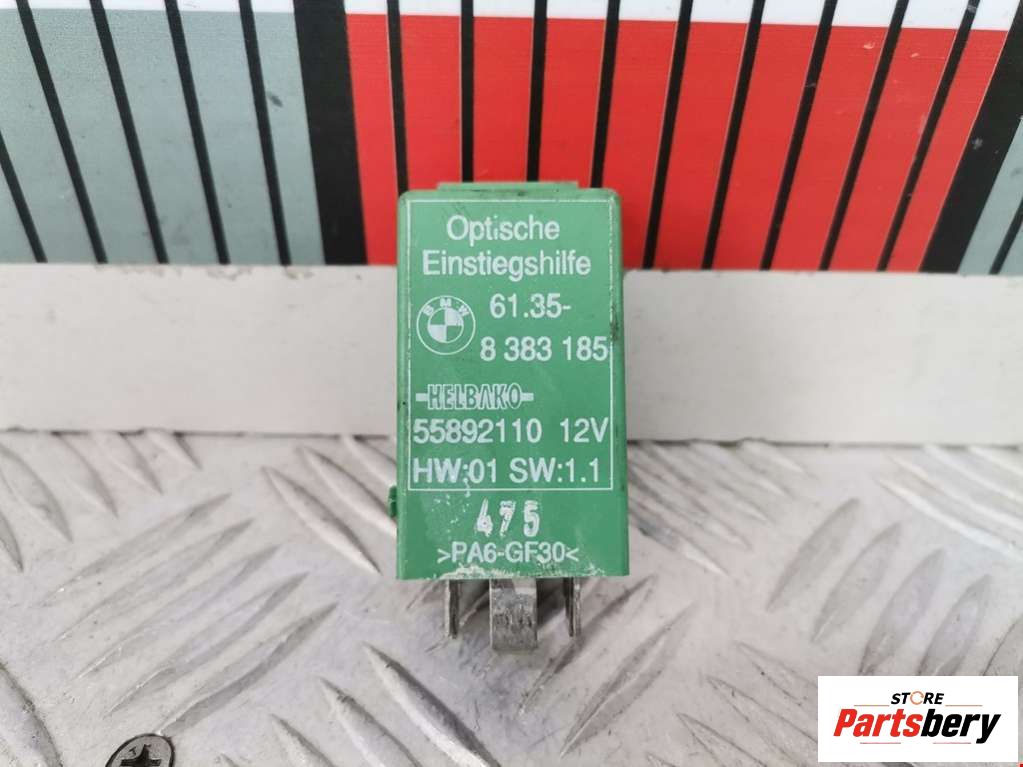 Optische
Einstiegshilfe
BMW
61.35-
8 383 185
HELBAKO
55892110 12V
HW:01 SW:1.1
475
>PA6-GF30<
STORE
Partsbery